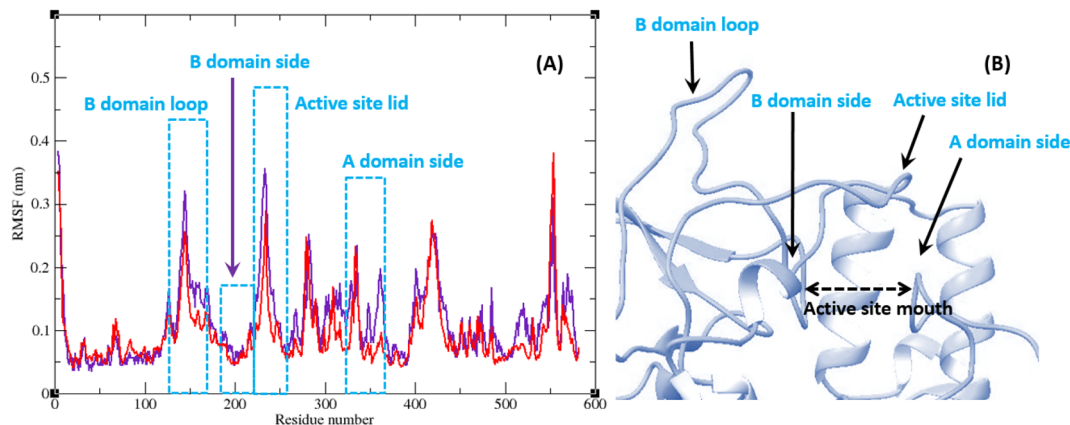 (A)
B domain side
B domain loop
Active site lid
A domain side
RMSF (nm)
0.5
0.4
0.3
0.2
0.1
0
0 100 200 300 400 500 600
Residue number
B domain loop
(B)
B domain side
Active site lid
A domain side
Active site mouth